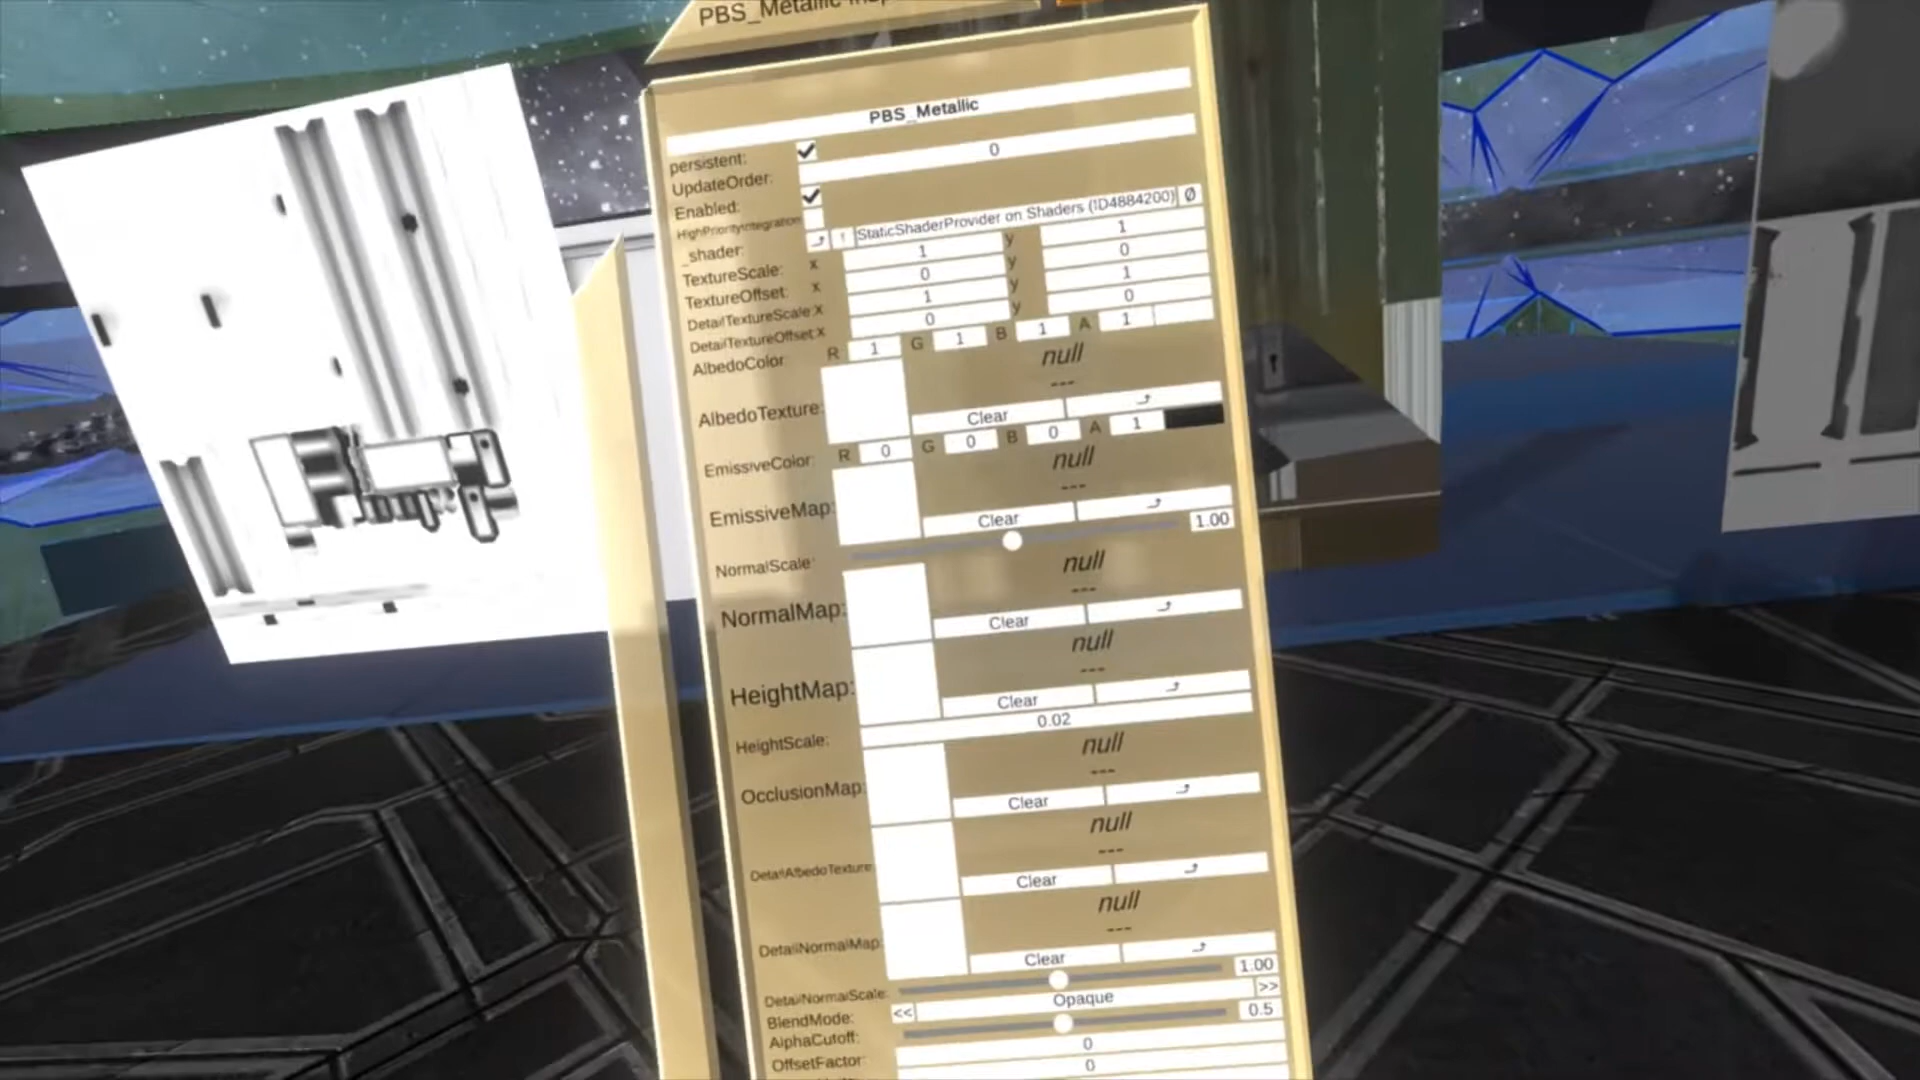 PBS_Metallic
PBS_Metallic
persistent:
UpdateOrder: 0
Enabled:
HighPriorityIntegration
_shader: StaticShaderProvider on Shaders (ID4884200) Ø
TextureScale: x 1 y 1
TextureOffset: x 0 y 0
DetailTextureScale: x 1 y 1
DetailTextureOffset: x 0 y 0
AlbedoColor: R 1 G 1 B 1 A 1
null
---
AlbedoTexture: Clear
EmissiveColor: R 0 G 0 B 0 A 1
null
---
EmissiveMap: Clear
NormalScale: 1.00
null
---
NormalMap: Clear
null
---
HeightMap: Clear
HeightScale: 0.02
null
---
OcclusionMap: Clear
null
---
DetailAlbedoTexture: Clear
null
---
DetailNormalMap: Clear
DetailNormalScale: 1.00
BlendMode: << Opaque >>
AlphaCutoff: 0.5
OffsetFactor: 0
0